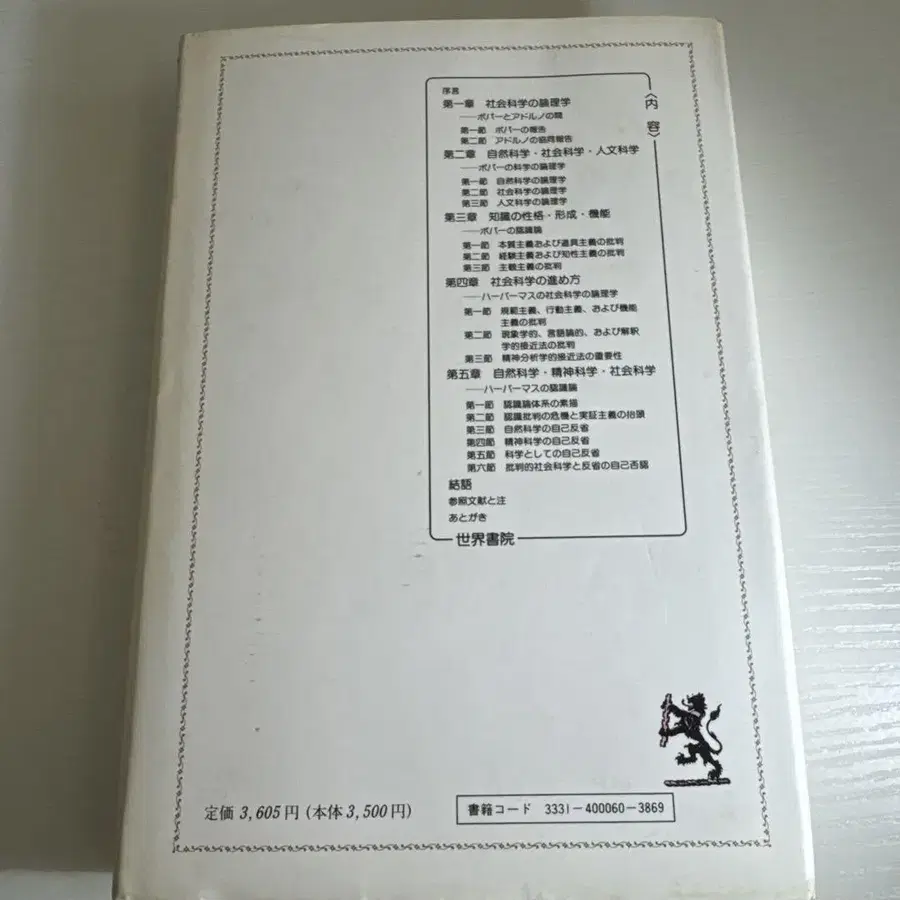 〈内 容〉
序言
第一章 社会科学の論理学
──ポパーとアドルノの間
第一節 ポパーの報告
第二節 アドルノの協同報告
第二章 自然科学・社会科学・人文科学
──ポパーの科学の論理学
第一節 自然科学の論理学
第二節 社会科学の論理学
第三節 人文科学の論理学
第三章 知識の性格・形成・機能
──ポパーの認識論
第一節 本質主義および道具主義の批判
第二節 経験主義および知性主義の批判
第三節 主観主義の批判
第四章 社会科学の進め方
──ハーバーマスの社会科学の論理学
第一節 規範主義、行動主義、および機能
主義の批判
第二節 現象学的、言語論的、および解釈
学的接近法の批判
第三節 精神分析学的接近法の重要性
第五章 自然科学・精神科学・社会科学
──ハーバーマスの認識論
第一節 認識論体系の素描
第二節 認識批判の危機と実証主義の抬頭
第三節 自然科学の自己反省
第四節 精神科学の自己反省
第五節 科学としての自己反省
第六節 批判的社会科学と反省の自己否認
結語
参照文献と注
あとがき
世界書院
定価 3,605円 (本体3,500円)
書籍コード 3331-400060-3869